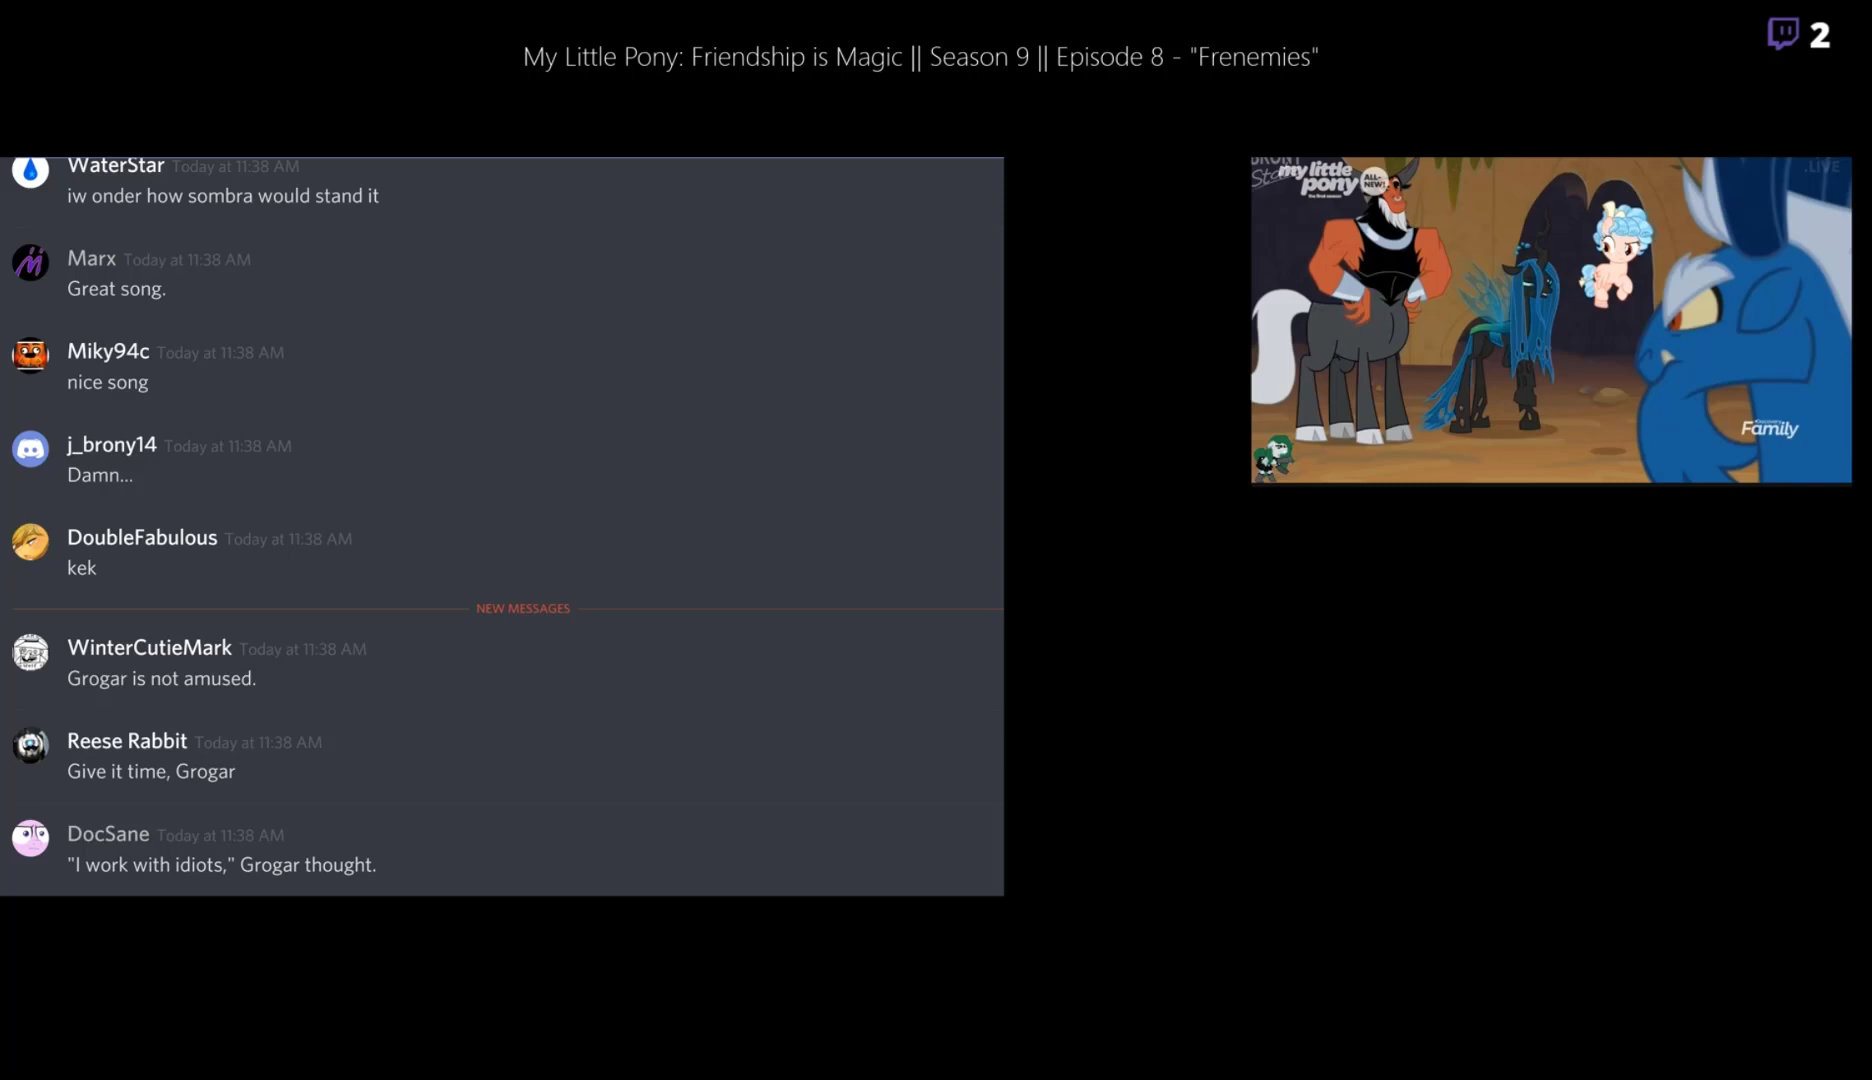 2
My Little Pony: Friendship is Magic || Season 9 || Episode 8 - "Frenemies"
WaterStar Today at 11:38 AM
iw onder how sombra would stand it
Marx Today at 11:38 AM
Great song.
Miky94c Today at 11:38 AM
nice song
j_brony14 Today at 11:38 AM
Damn...
DoubleFabulous Today at 11:38 AM
kek
NEW MESSAGES
WinterCutieMark Today at 11:38 AM
Grogar is not amused.
Reese Rabbit Today at 11:38 AM
Give it time, Grogar
DocSane Today at 11:38 AM
"I work with idiots," Grogar thought.
my little
pony
ALL-
NEW!
.LIVE
Family